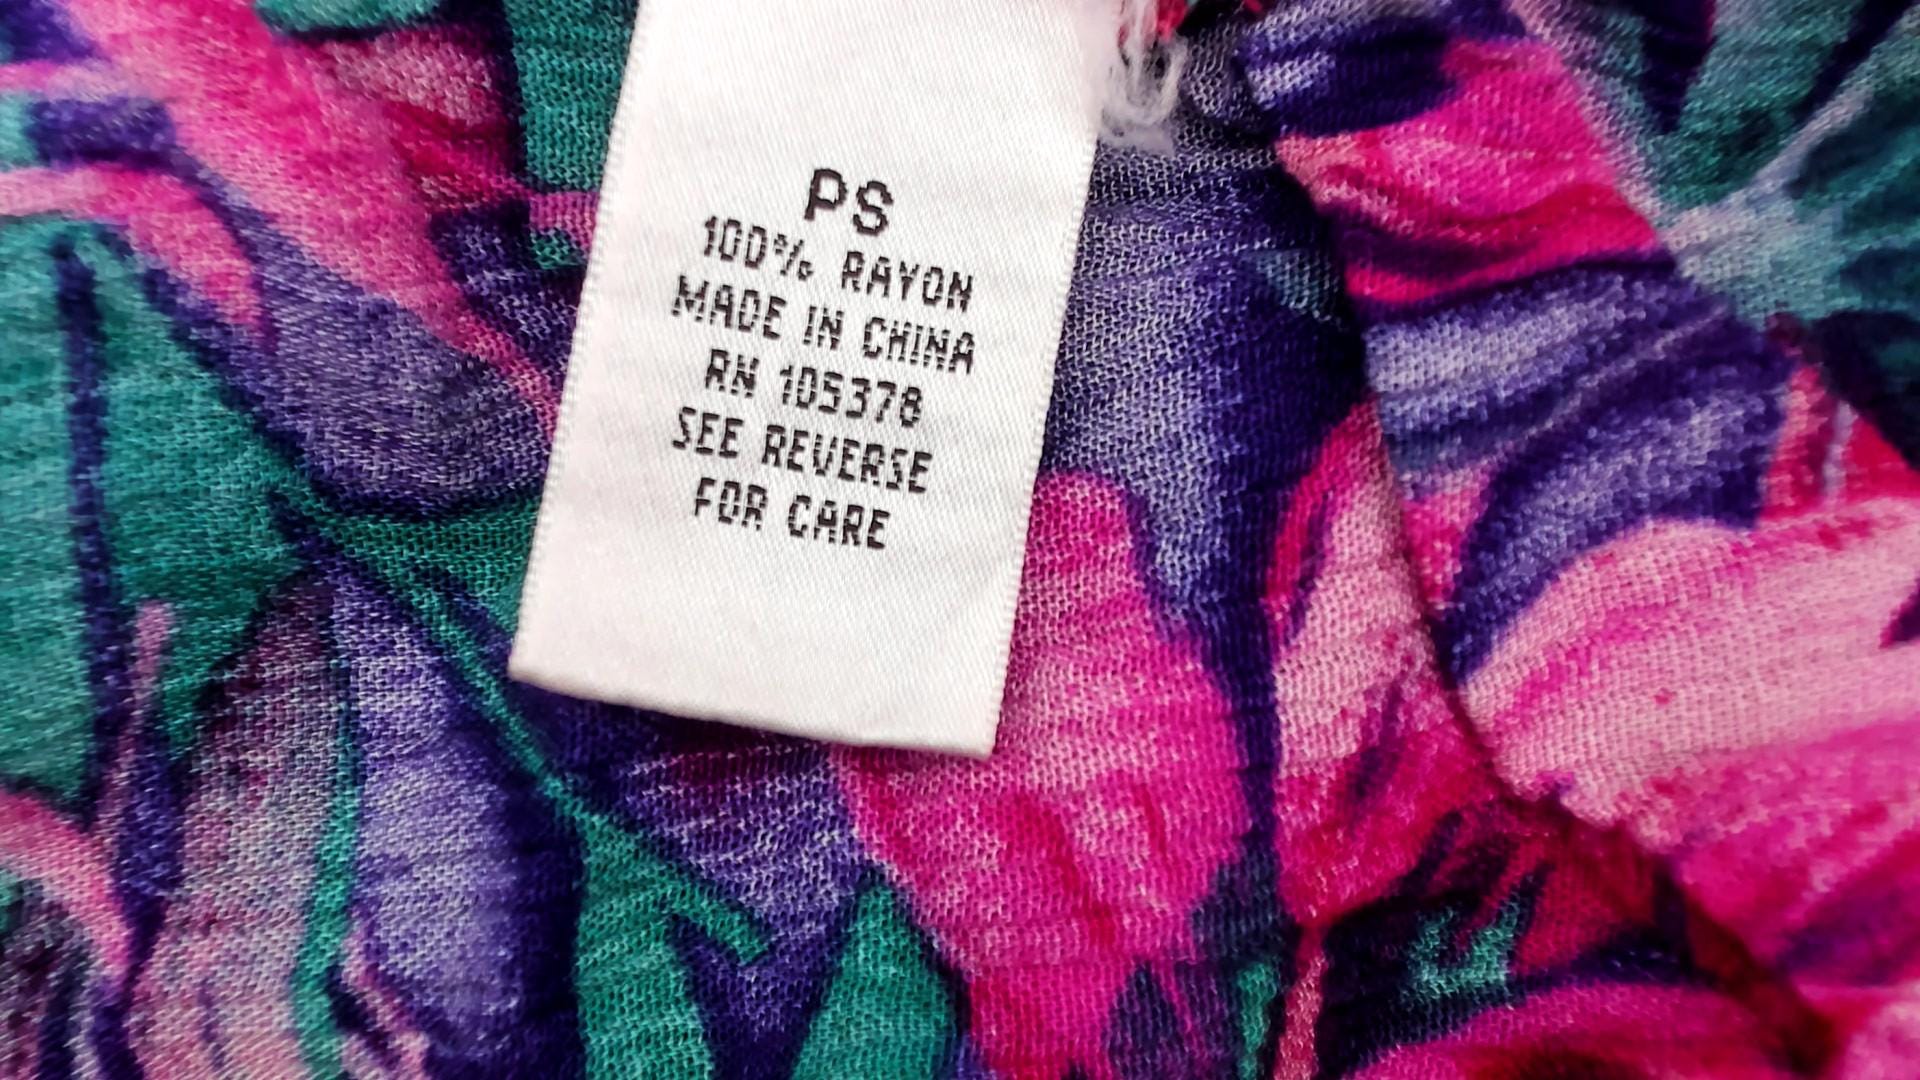 PS
100% RAYON
MADE IN CHINA
RN 105378
SEE REVERSE
FOR CARE